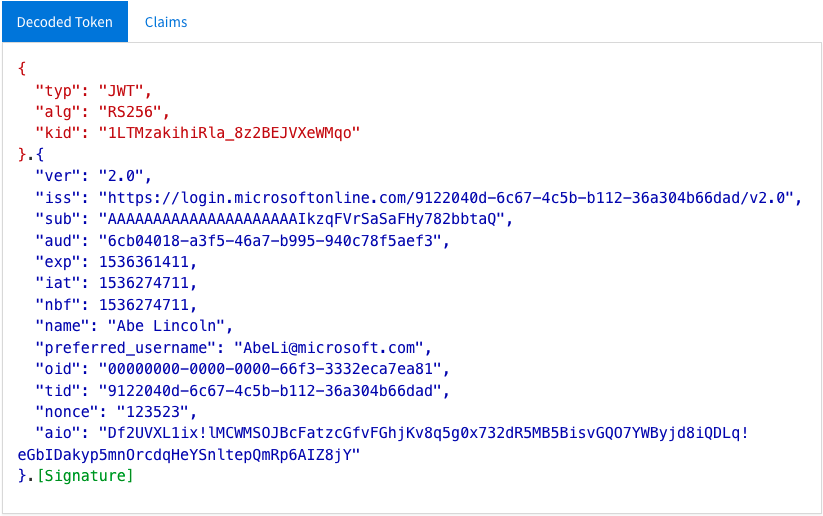 Decoded Token Claims
{
"typ": "JWT",
"alg": "RS256",
"kid": "1LTMzakihiRla_8z2BEJVXeWMqo"
}.{
"ver": "2.0",
"iss": "https://login.microsoftonline.com/9122040d-6c67-4c5b-b112-36a304b66dad/v2.0",
"sub": "AAAAAAAAAAAAAAAAAAAAAIkzqFVrSaSaFHy782bbtaQ",
"aud": "6cb04018-a3f5-46a7-b995-940c78f5aef3",
"exp": 1536361411,
"iat": 1536274711,
"nbf": 1536274711,
"name": "Abe Lincoln",
"preferred_username": "AbeLi@microsoft.com",
"oid": "00000000-0000-0000-66f3-3332eca7ea81",
"tid": "9122040d-6c67-4c5b-b112-36a304b66dad",
"nonce": "123523",
"aio": "Df2UVXL1ix!lMCWMSOJBcFatzcGfvFGhjKv8q5g0x732dR5MB5BisvGQO7YWByjd8iQDLq!
eGbIDakyp5mnOrcdqHeYSnltepQmRp6AIZ8jY"
}.[Signature]